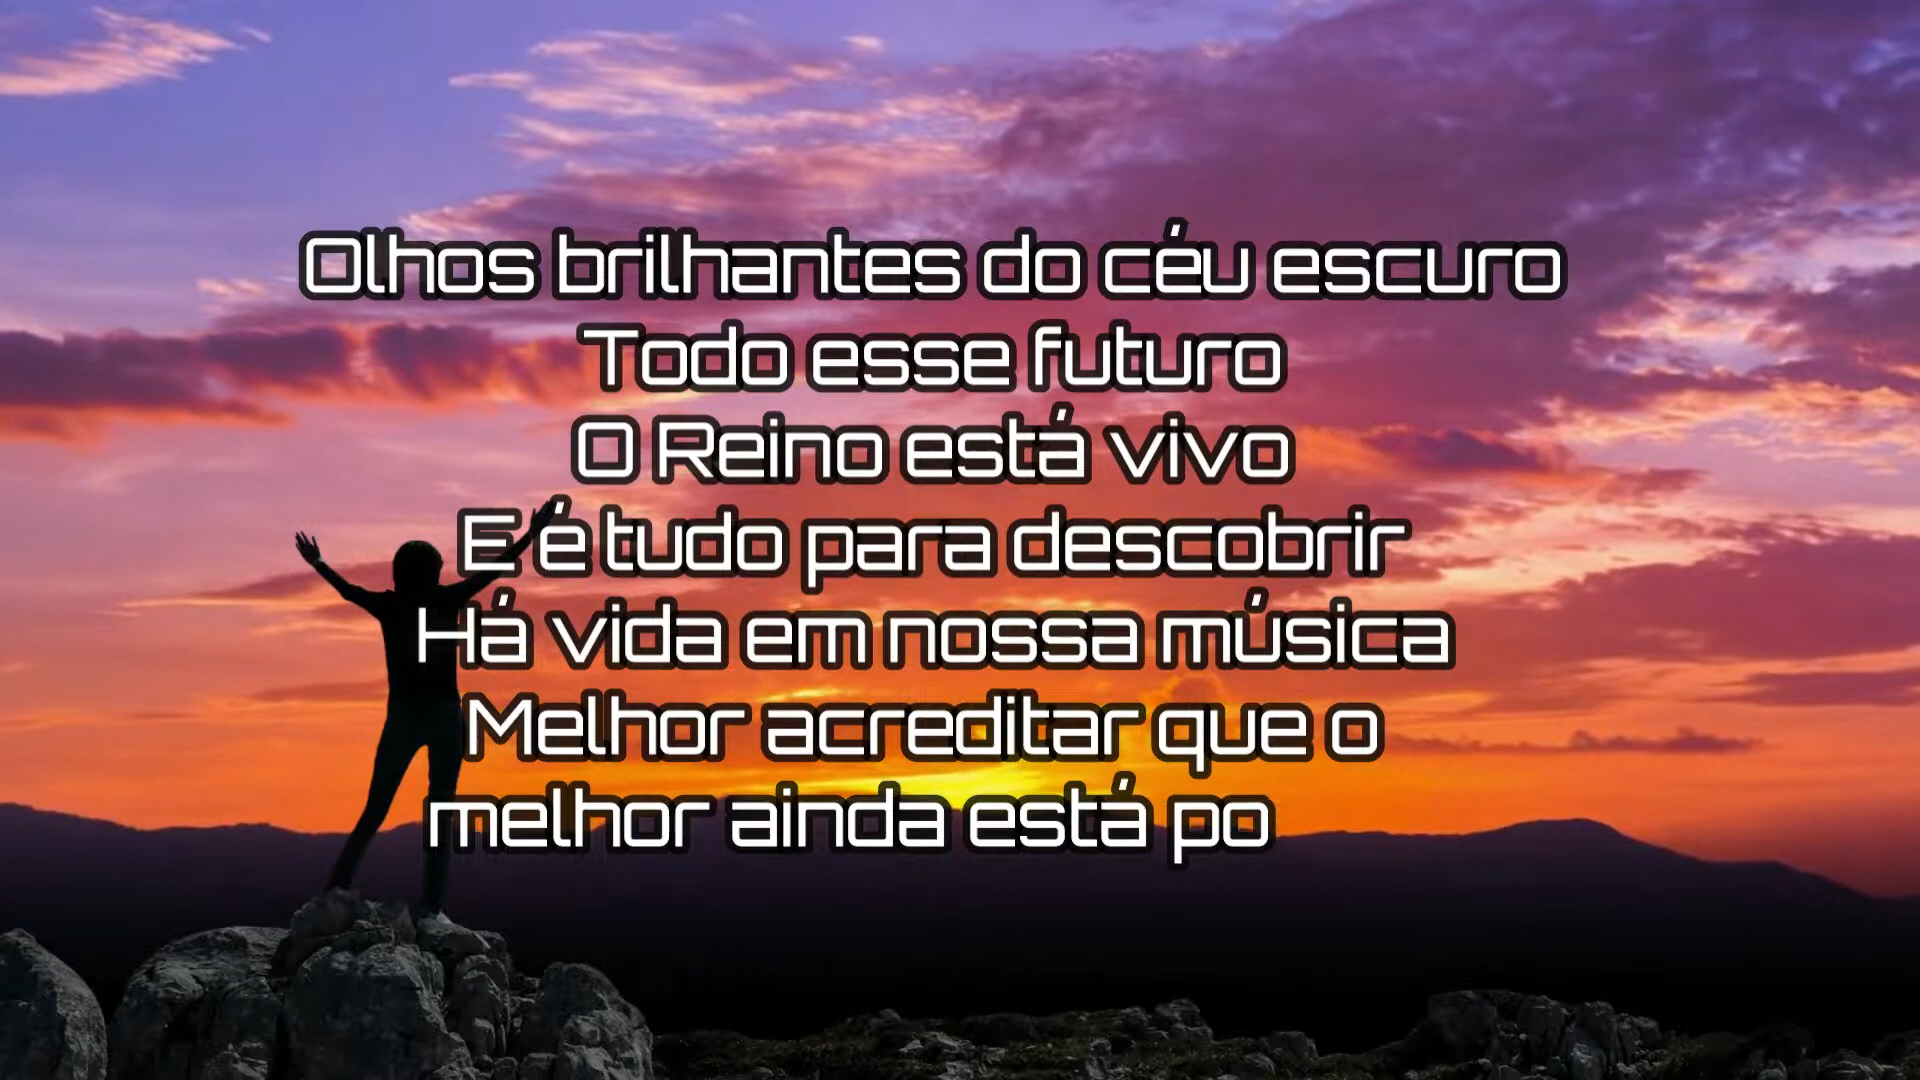 Olhos brilhantes do céu escuro
Todo esse futuro
O Reino está vivo
E é tudo para descobrir
Há vida em nossa música
Melhor acreditar que o
melhor ainda está po